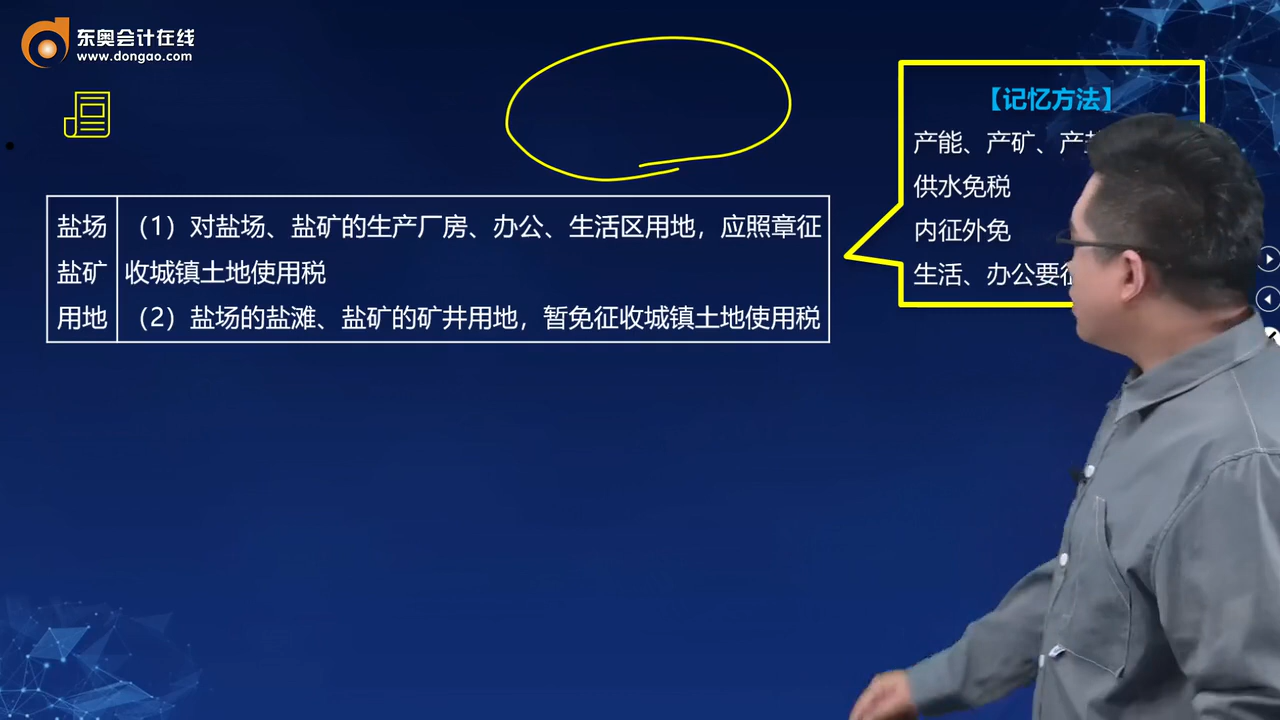 东奥会计在线
www.dongao.com
盐场
盐矿
用地
（1）对盐场、盐矿的生产厂房、办公、生活区用地，应照章征
收城镇土地使用税
（2）盐场的盐滩、盐矿的矿井用地，暂免征收城镇土地使用税
【记忆方法】
产能、产矿、产
供水免税
内征外免
生活、办公要征